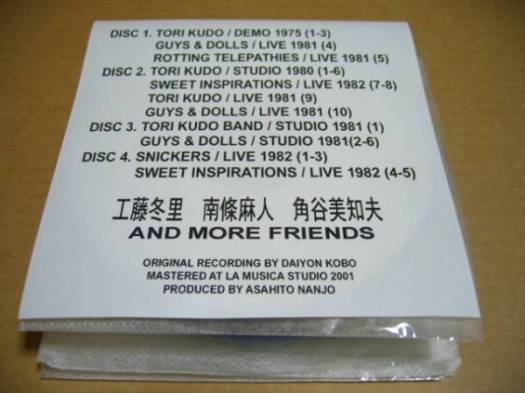 DISC 1. TORI KUDO / DEMO 1975 (1-3)
GUYS & DOLLS / LIVE 1981 (4)
ROTTING TELEPATHIES / LIVE 1981 (5)
DISC 2. TORI KUDO / STUDIO 1980 (1-6)
SWEET INSPIRATIONS / LIVE 1982 (7-8)
TORI KUDO / LIVE 1981 (9)
GUYS & DOLLS / LIVE 1981 (10)
DISC 3. TORI KUDO BAND / STUDIO 1981 (1)
GUYS & DOLLS / STUDIO 1981(2-6)
DISC 4. SNICKERS / LIVE 1982 (1-3)
SWEET INSPIRATIONS / LIVE 1982 (4-5)
工藤冬里 南條麻人 角谷美知夫
AND MORE FRIENDS
ORIGINAL RECORDING BY DAIYON KOBO
MASTERED AT LA MUSICA STUDIO 2001
PRODUCED BY ASAHITO NANJO